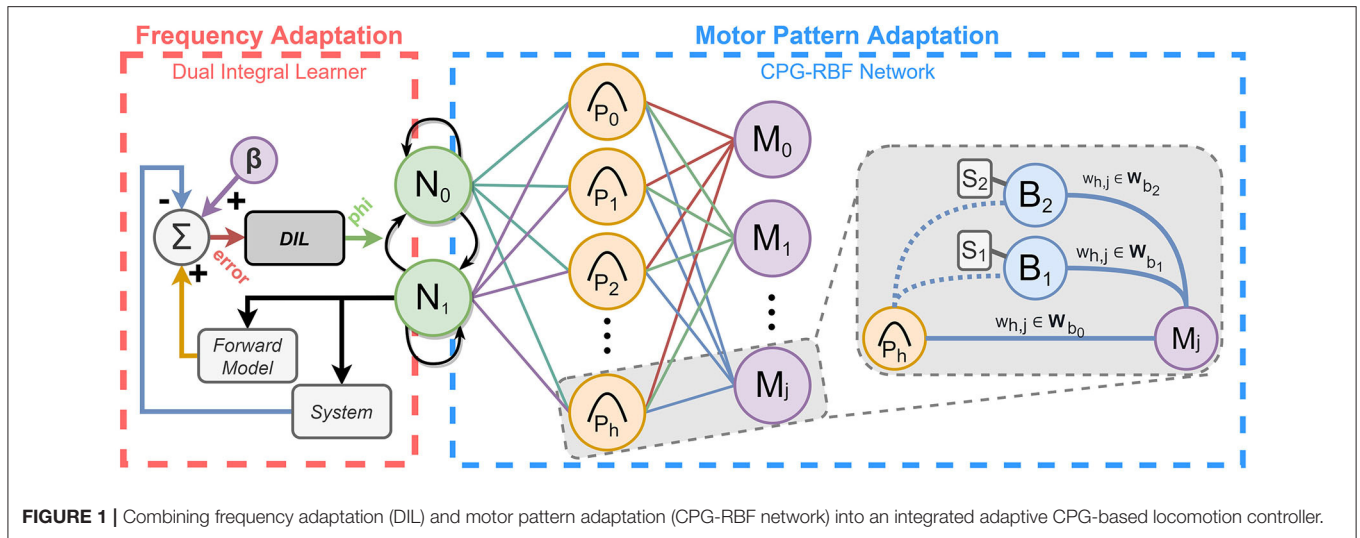 Frequency Adaptation
Dual Integral Learner
Motor Pattern Adaptation
CPG-RBF Network
β
-
+
Σ
+
error
DIL
phi
Forward
Model
System
N0
N1
P0
P1
P2
Ph
M0
M1
Mj
S2
B2
wh,j ∈ Wb2
S1
B1
wh,j ∈ Wb1
Ph
wh,j ∈ Wb0
Mj
FIGURE 1 | Combining frequency adaptation (DIL) and motor pattern adaptation (CPG-RBF network) into an integrated adaptive CPG-based locomotion controller.